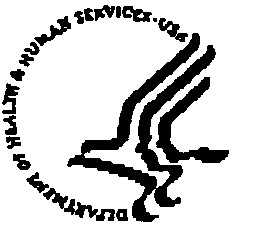 DEPARTMENT OF HEALTH & HUMAN SERVICES • USA